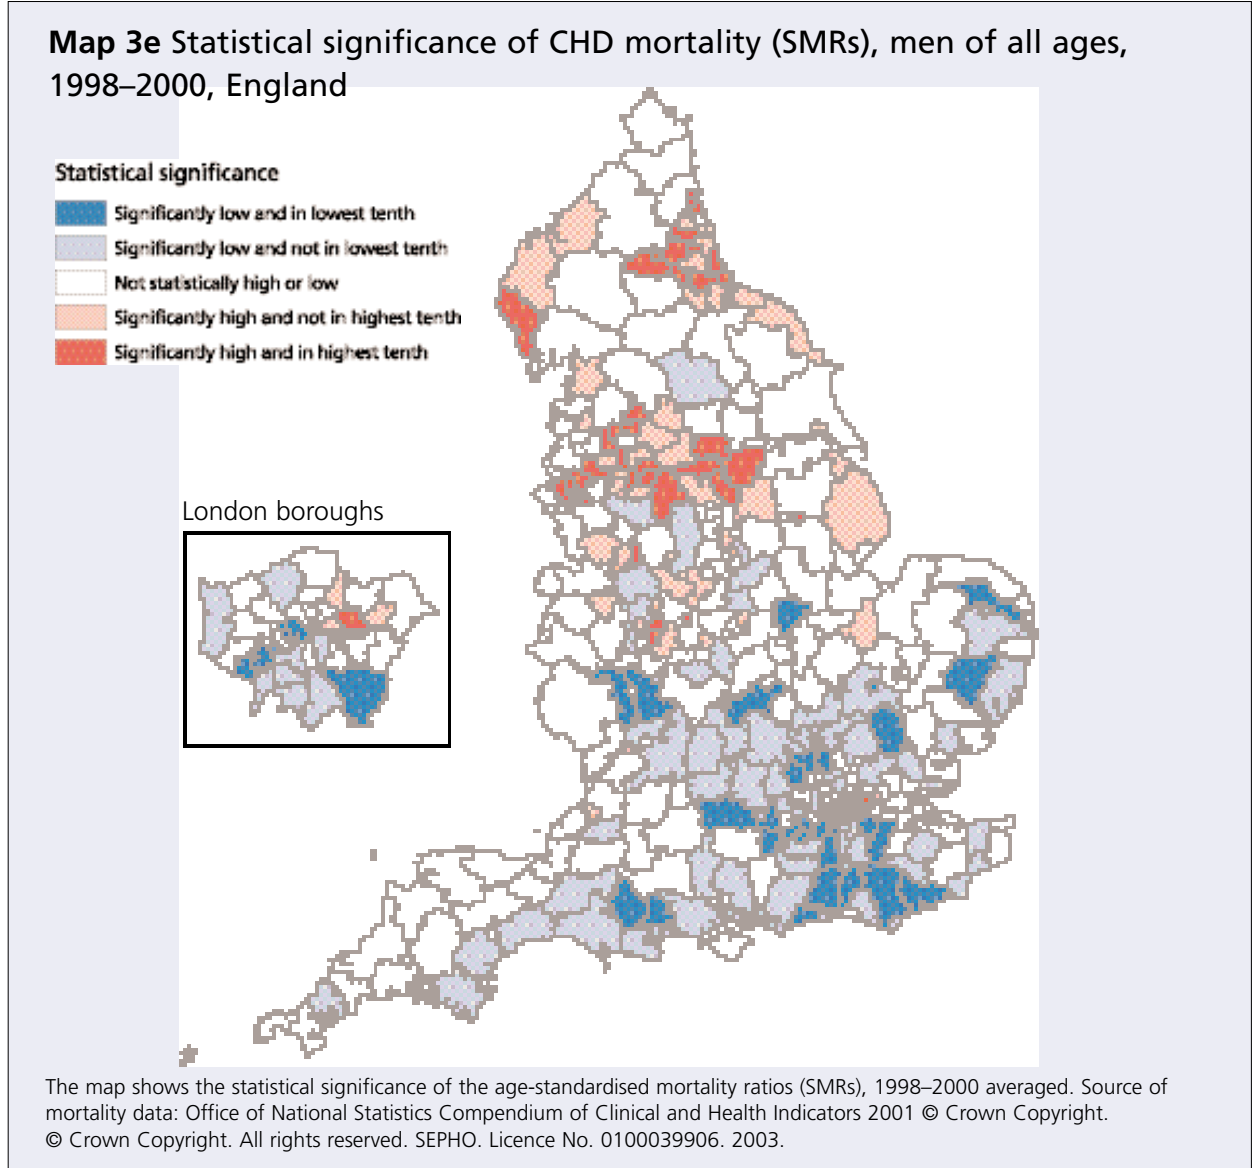 Map 3e Statistical significance of CHD mortality (SMRs), men of all ages,
1998–2000, England
Statistical significance
Significantly low and in lowest tenth
Significantly low and not in lowest tenth
Not statistically high or low
Significantly high and not in highest tenth
Significantly high and in highest tenth
London boroughs
The map shows the statistical significance of the age-standardised mortality ratios (SMRs), 1998–2000 averaged. Source of
mortality data: Office of National Statistics Compendium of Clinical and Health Indicators 2001 © Crown Copyright.
© Crown Copyright. All rights reserved. SEPHO. Licence No. 0100039906. 2003.